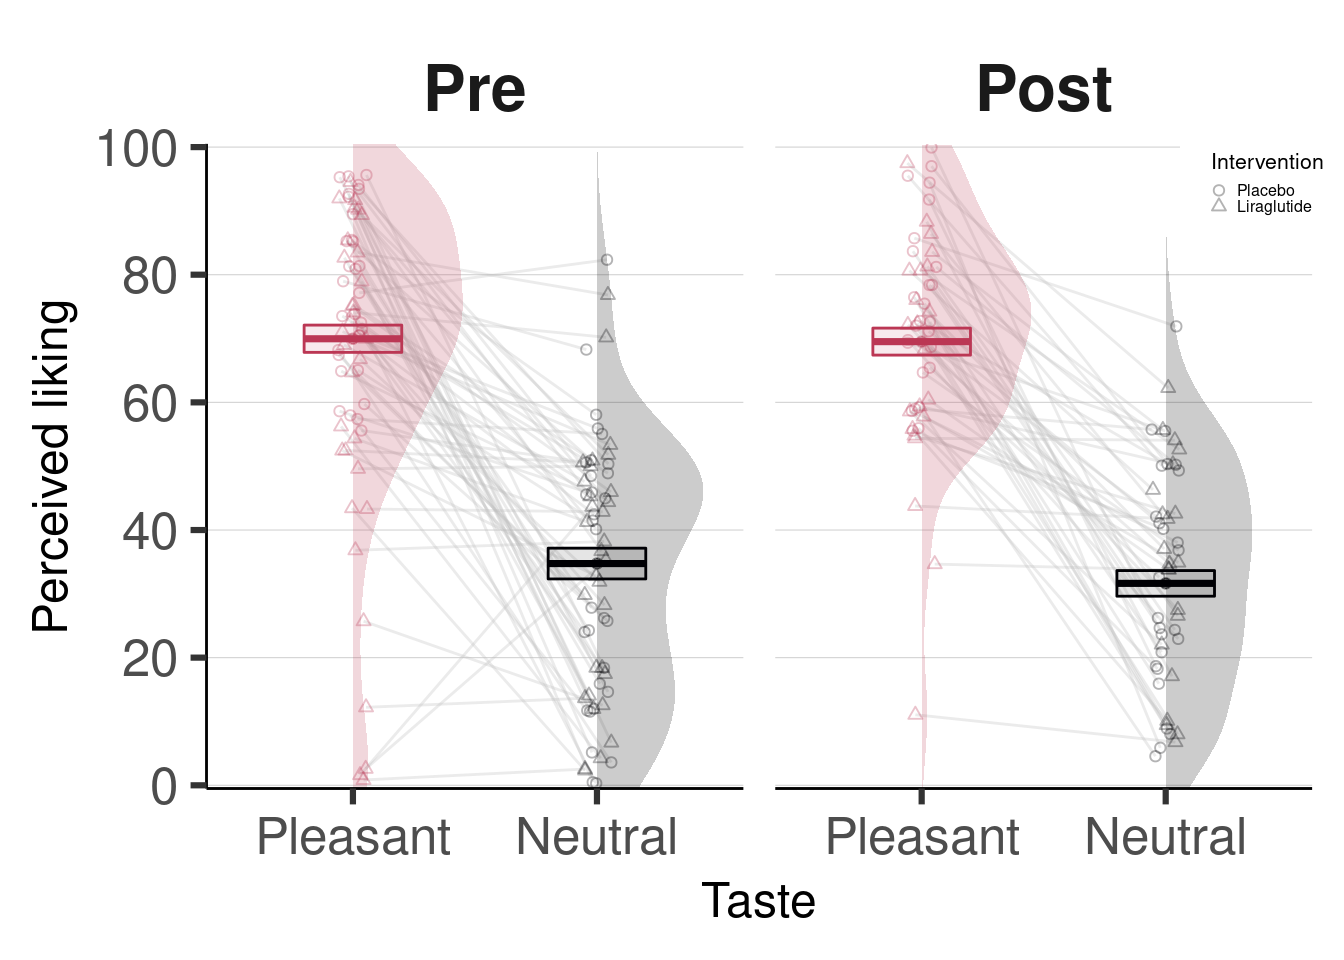 Pre
Post
100
80
60
40
20
0
Perceived liking
Intervention
Placebo
Liraglutide
Pleasant
Neutral
Pleasant
Neutral
Taste